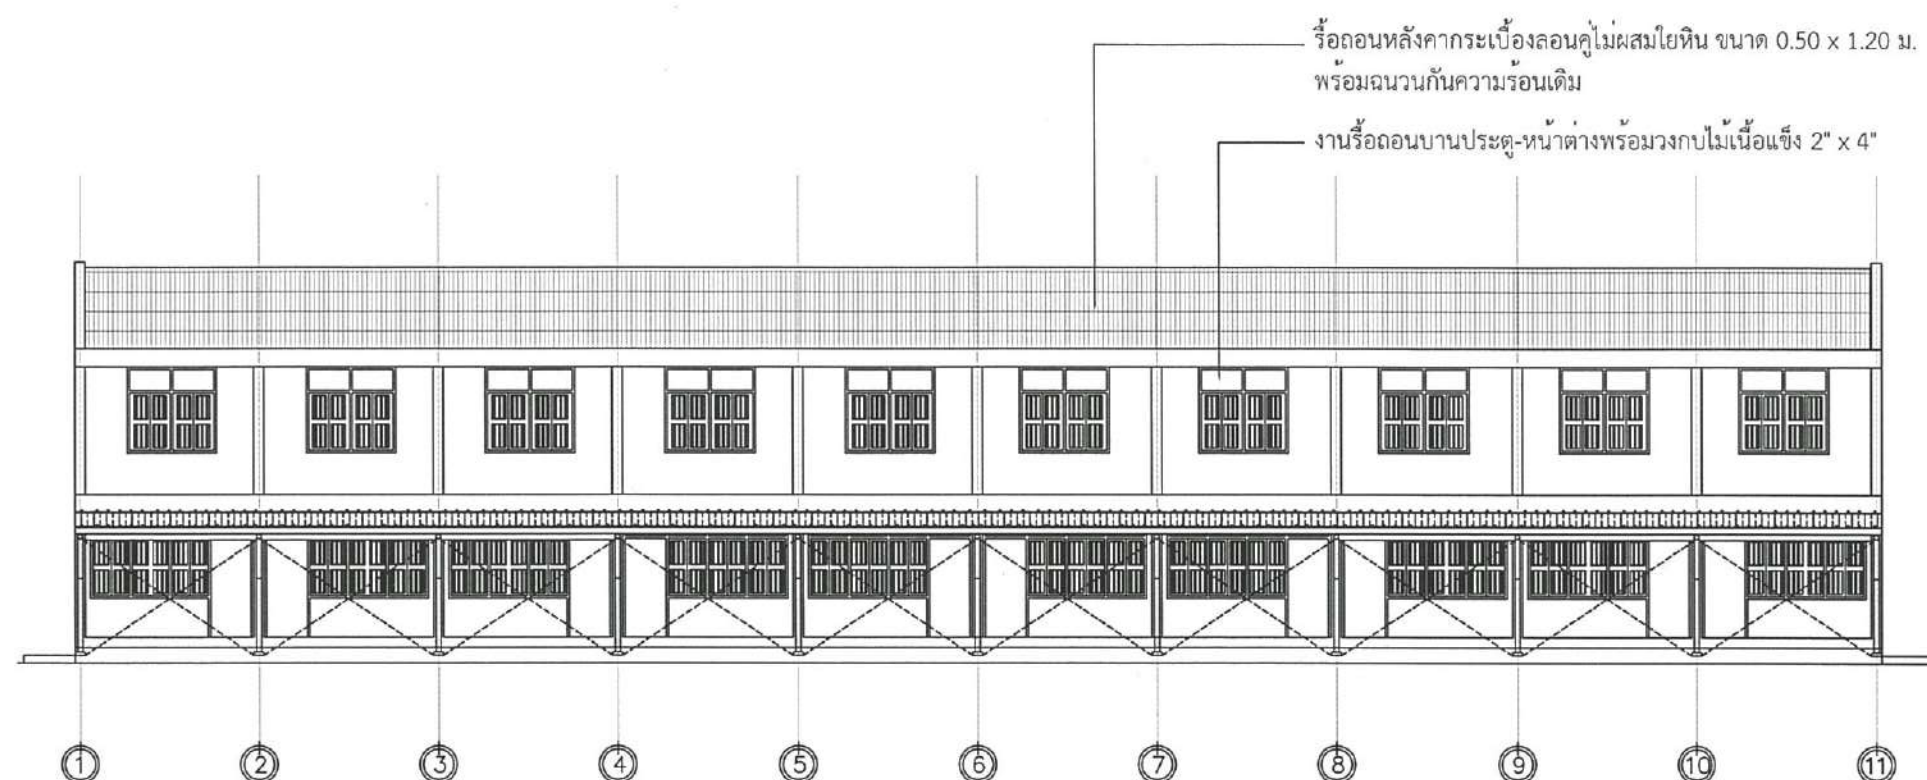 รื้อถอนหลังคากระเบื้องลอนคู่ไม่ผสมใยหิน ขนาด 0.50 x 1.20 ม.
พร้อมฉนวนกันความร้อนเดิม
งานรื้อถอนบานประตู-หน้าต่างพร้อมวงกบไม้เนื้อแข็ง 2" x 4"
1 2 3 4 5 6 7 8 9 10 11